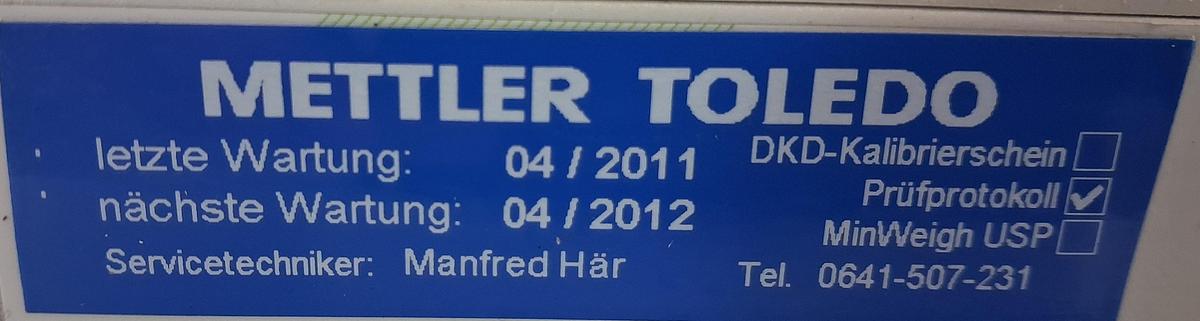 METTLER TOLEDO
letzte Wartung: 04 / 2011
nächste Wartung: 04 / 2012
Servicetechniker: Manfred Här
DKD-Kalibrierschein
Prüfprotokoll
MinWeigh USP
Tel. 0641-507-231